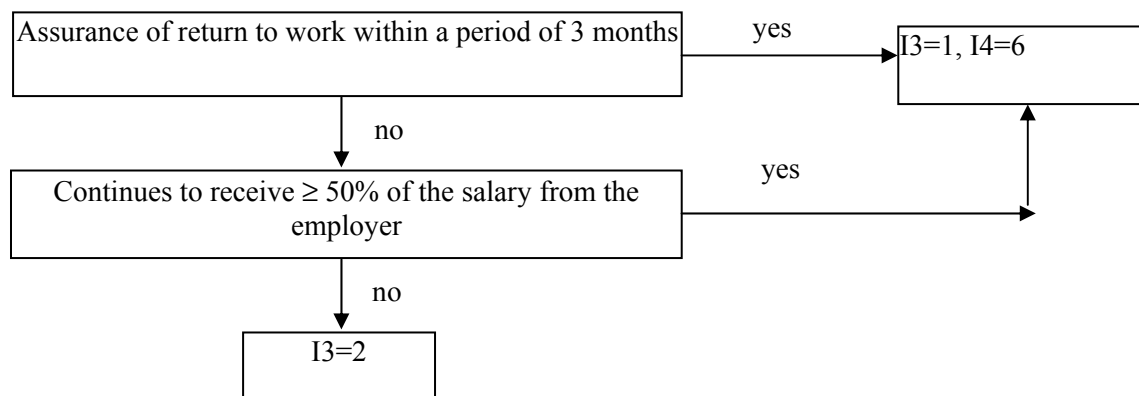 Assurance of return to work within a period of 3 months
yes
I3=1, I4=6
no
Continues to receive ≥ 50% of the salary from the
employer
yes
no
I3=2